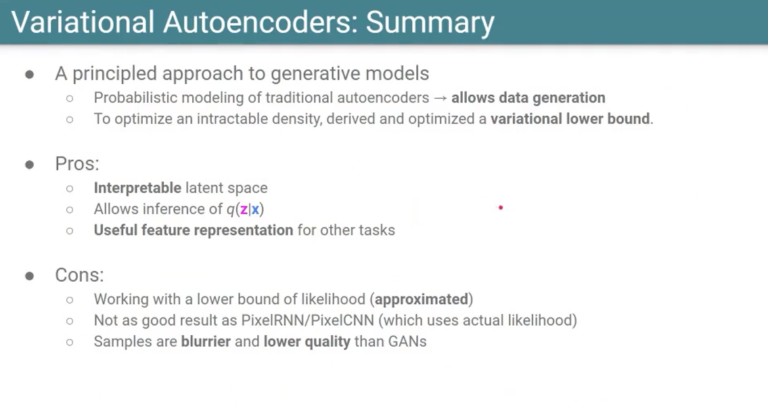 Variational Autoencoders: Summary
● A principled approach to generative models
○ Probabilistic modeling of traditional autoencoders → allows data generation
○ To optimize an intractable density, derived and optimized a variational lower bound.
● Pros:
○ Interpretable latent space
○ Allows inference of q(z|x)
○ Useful feature representation for other tasks
● Cons:
○ Working with a lower bound of likelihood (approximated)
○ Not as good result as PixelRNN/PixelCNN (which uses actual likelihood)
○ Samples are blurrier and lower quality than GANs